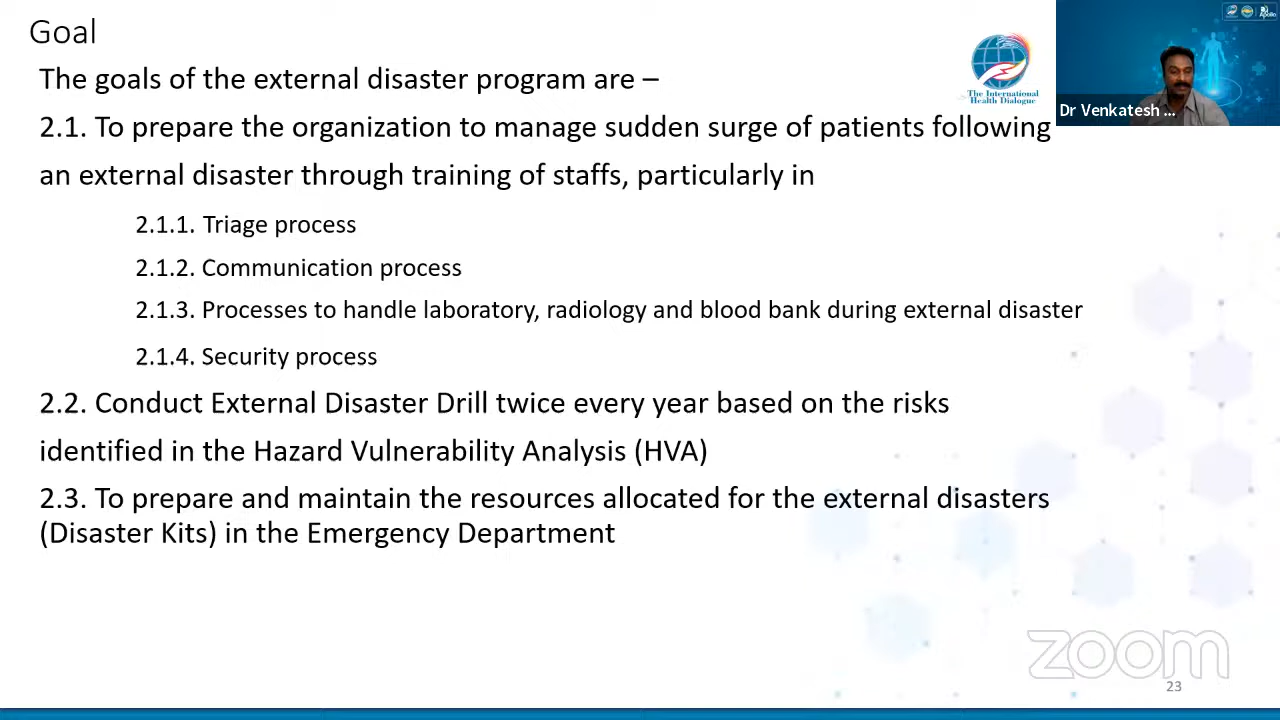 Goal
The goals of the external disaster program are –
2.1. To prepare the organization to manage sudden surge of patients following
an external disaster through training of staffs, particularly in
2.1.1. Triage process
2.1.2. Communication process
2.1.3. Processes to handle laboratory, radiology and blood bank during external disaster
2.1.4. Security process
2.2. Conduct External Disaster Drill twice every year based on the risks
identified in the Hazard Vulnerability Analysis (HVA)
2.3. To prepare and maintain the resources allocated for the external disasters
(Disaster Kits) in the Emergency Department
The International
Health Dialogue
Apollo
Dr Venkatesh ...
zoom
23